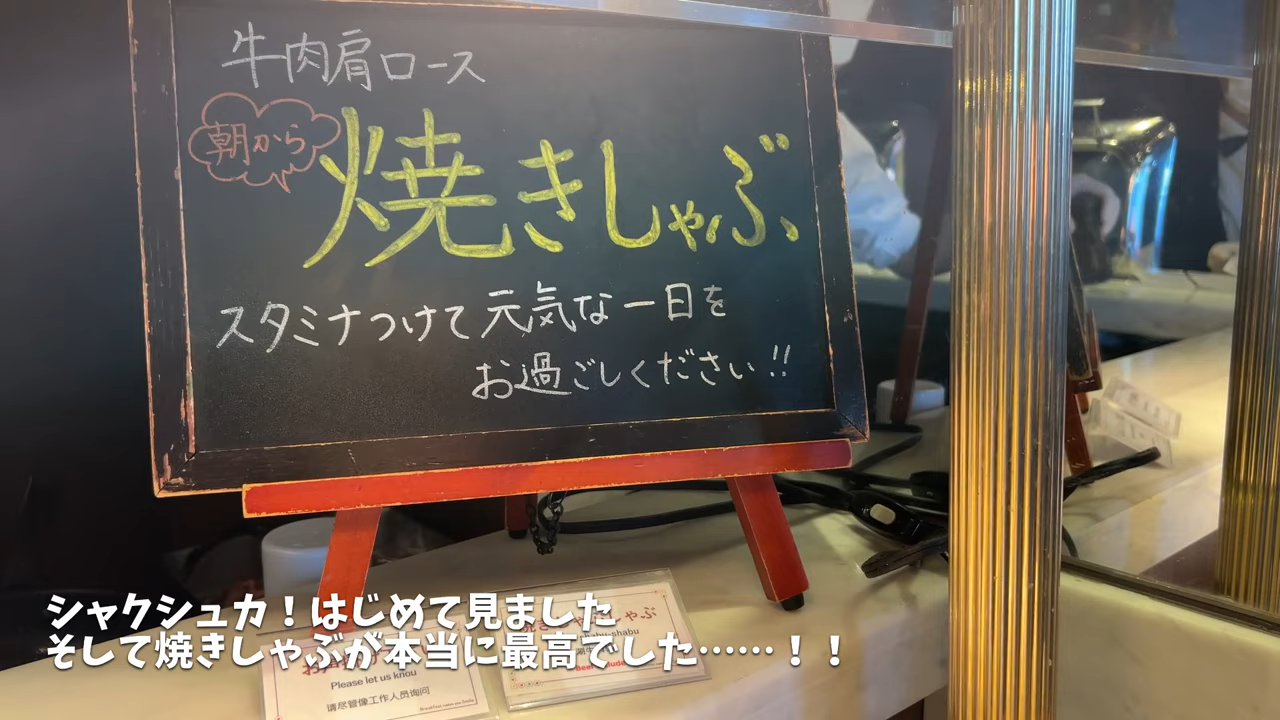 牛肉肩ロース
朝から
焼きしゃぶ
スタミナつけて元気な一日を
お過ごしください!!
シャクシュカ！はじめて見ました
そして焼きしゃぶが本当に最高でした……！！
しゃぶ
Please let us know
请尽管像工作人员询问